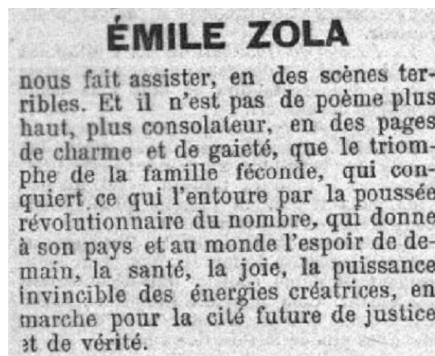 ÉMILE ZOLA
nous fait assister, en des scènes ter-
ribles. Et il n'est pas de poème plus
haut, plus consolateur, en des pages
de charme et de gaieté, que le triom-
phe de la famille féconde, qui con-
quiert ce qui l'entoure par la poussée
révolutionnaire du nombre, qui donne
à son pays et au monde l'espoir de de-
main, la santé, la joie, la puissance
invincible des énergies créatrices, en
marche pour la cité future de justice
et de vérité.